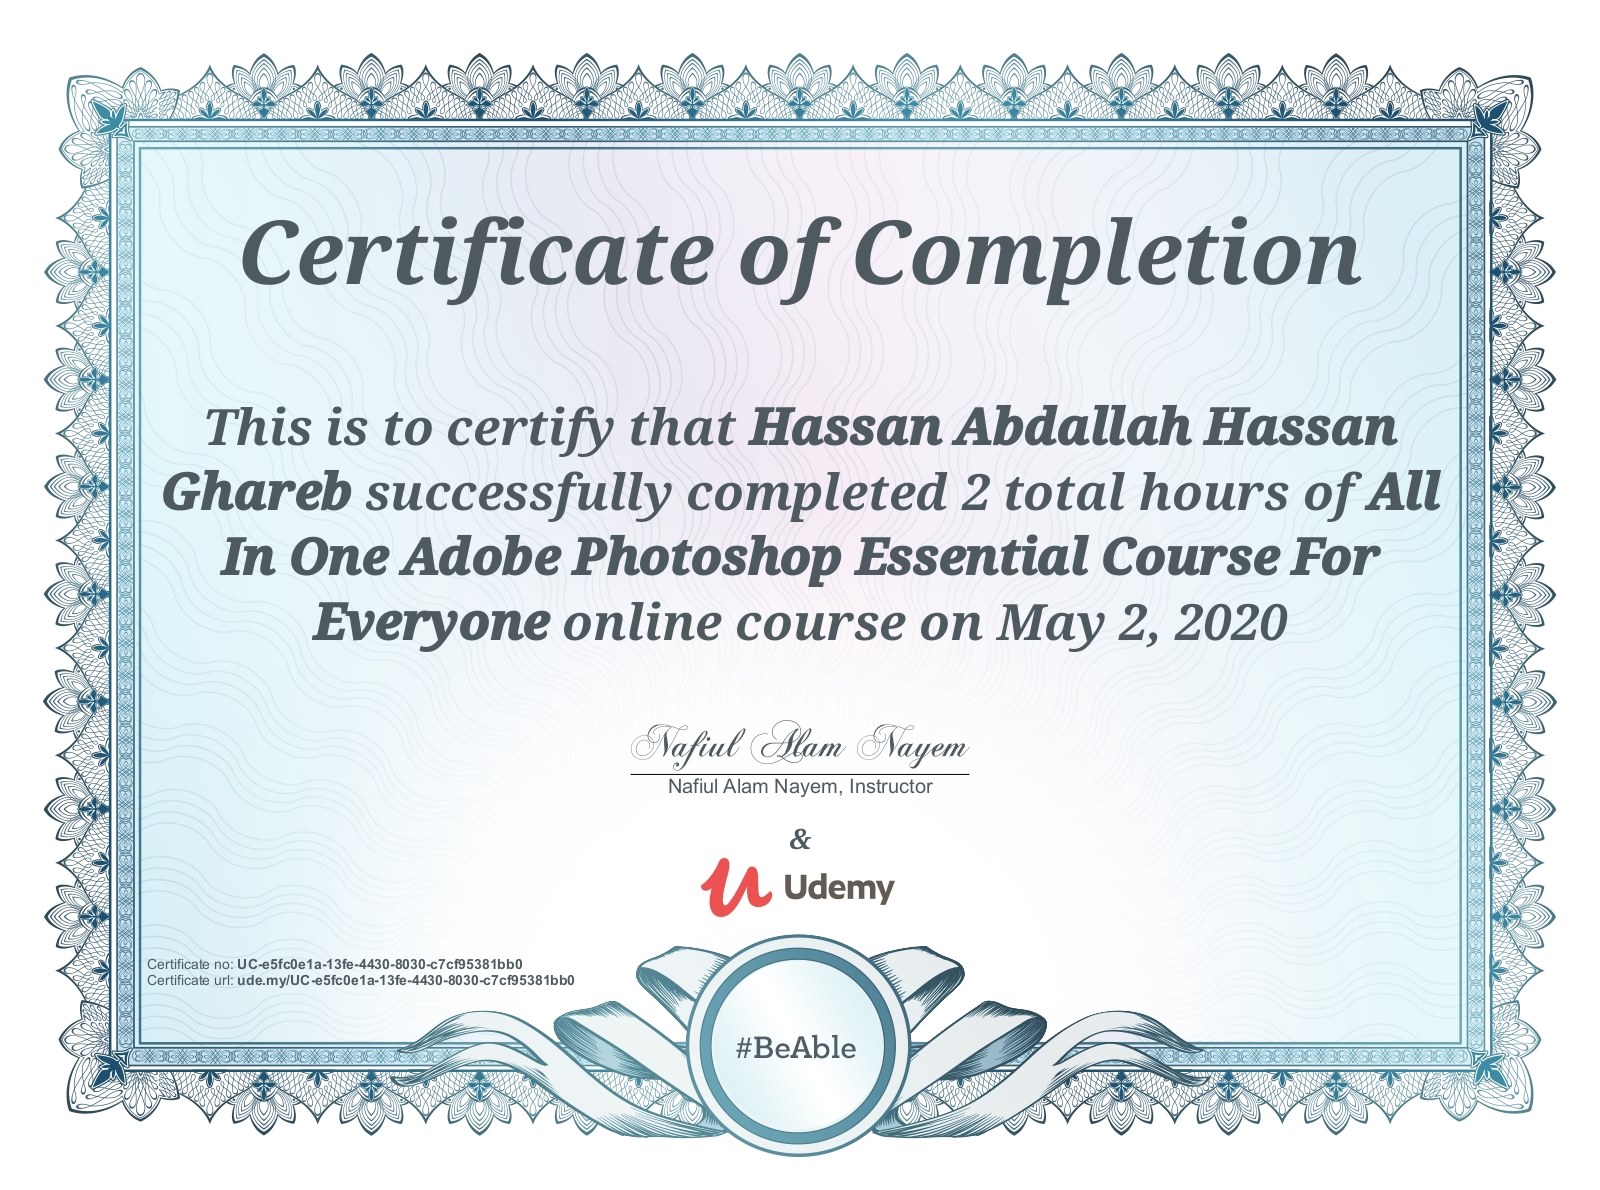 Certificate of Completion
This is to certify that Hassan Abdallah Hassan
Ghareb successfully completed 2 total hours of All
In One Adobe Photoshop Essential Course For
Everyone online course on May 2, 2020
Nafiul Alam Nayem
Nafiul Alam Nayem, Instructor
&
Udemy
Certificate no: UC-e5fc0e1a-13fe-4430-8030-c7cf95381bb0
Certificate url: ude.my/UC-e5fc0e1a-13fe-4430-8030-c7cf95381bb0
#BeAble